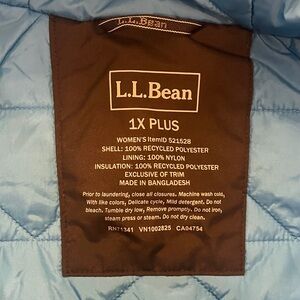 L.L.Bean
L.L.Bean
1X PLUS
WOMEN'S ItemID 521528
SHELL: 100% RECYCLED POLYESTER
LINING: 100% NYLON
INSULATION: 100% RECYCLED POLYESTER
EXCLUSIVE OF TRIM
MADE IN BANGLADESH
Prior to laundering, close all closures. Machine wash cold,
With like colors, Delicate cycle, Mild detergent. Do not
bleach. Tumble dry low, Remove promptly. Do not iron,
steam press or steam. Do not dry clean.
RN71341 VN1002825 CA04754